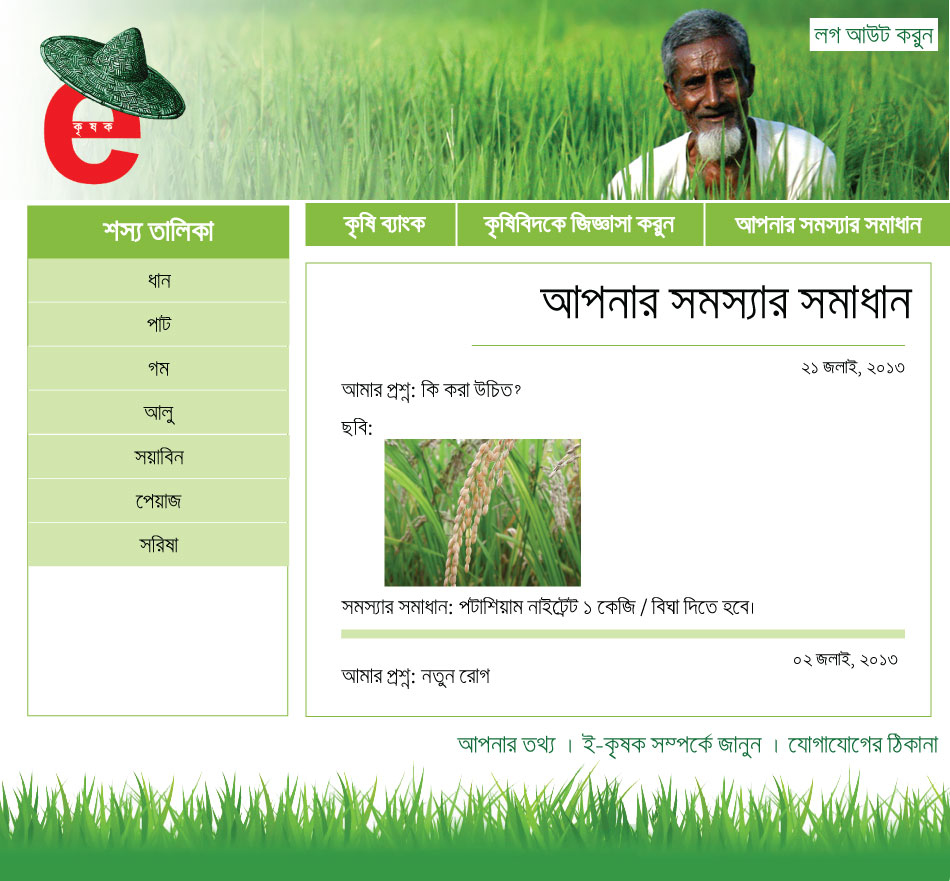 লগ আউট করুন
e
কৃষক
শস্য তালিকা
ধান
পাট
গম
আলু
সয়াবিন
পেয়াজ
সরিষা
কৃষি ব্যাংক
কৃষিবিদকে জিজ্ঞাসা করুন
আপনার সমস্যার সমাধান
আপনার সমস্যার সমাধান
২১ জলাই, ২০১৩
আমার প্রশ্ন: কি করা উচিত?
ছবি:
সমস্যার সমাধান: পটাশিয়াম নাইট্রেট ১ কেজি / বিঘা দিতে হবে।
০২ জলাই, ২০১৩
আমার প্রশ্ন: নতুন রোগ
আপনার তথ্য । ই-কৃষক সম্পর্কে জানুন । যোগাযোগের ঠিকানা